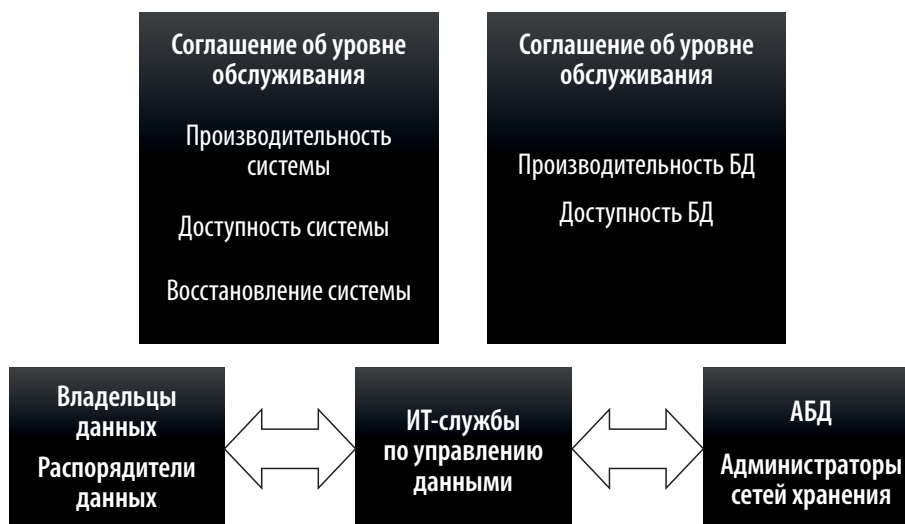 Соглашение об уровне
обслуживания
Производительность
системы
Доступность системы
Восстановление системы
Соглашение об уровне
обслуживания
Производительность БД
Доступность БД
Владельцы
данных
Распорядители
данных
ИТ-службы
по управлению
данными
АБД
Администраторы
сетей хранения